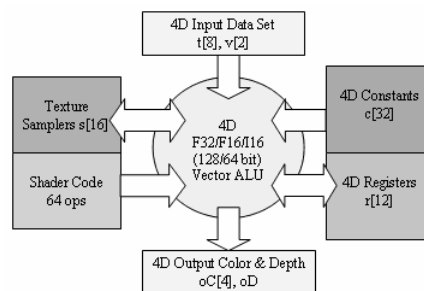 4D Input Data Set
t[8], v[2]
Texture
Samplers s[16]
4D
F32/F16/I16
(128/64 bit)
Vector ALU
4D Constants
c[32]
Shader Code
64 ops
4D Registers
r[12]
4D Output Color & Depth
oC[4], oD